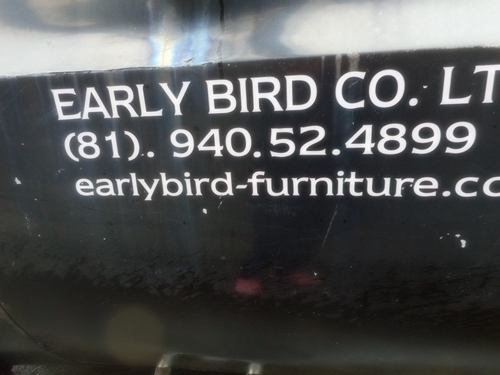 EARLY BIRD CO. LT
(81). 940.52.4899
earlybird-furniture.co